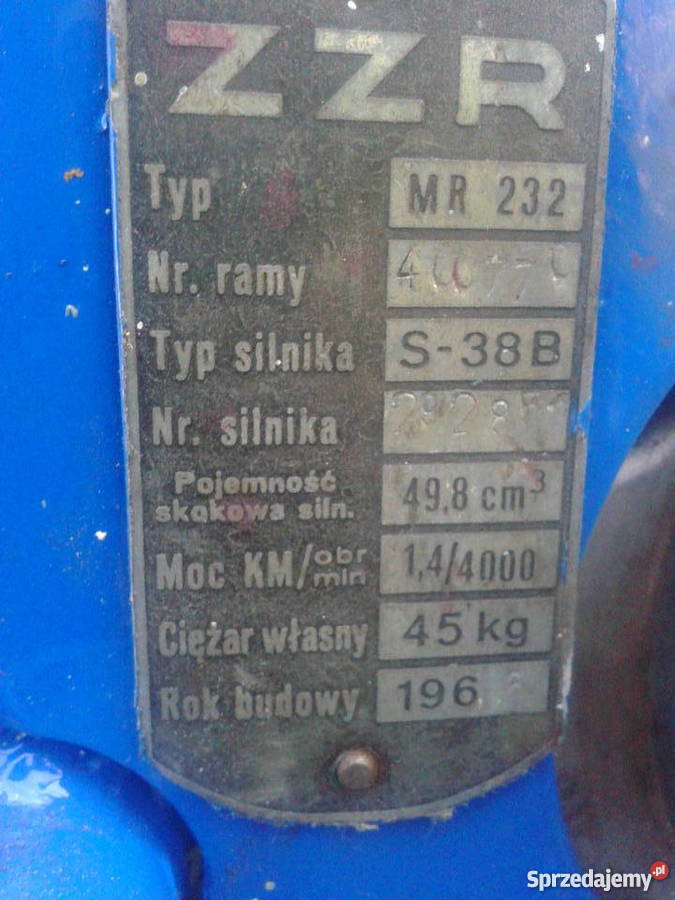 ZZR
Typ MR 232
Nr. ramy
Typ silnika S-38B
Nr. silnika
Pojemność
skokowa siln. 49,8 cm³
Moc KM/obr min 1,4/4000
Ciężar własny 45 kg
Rok budowy 196
Sprzedajemy.pl